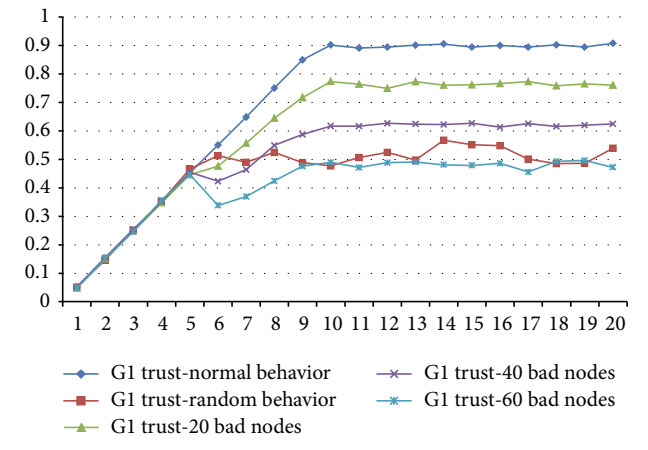 1
0.9
0.8
0.7
0.6
0.5
0.4
0.3
0.2
0.1
0
1 2 3 4 5 6 7 8 9 10 11 12 13 14 15 16 17 18 19 20
G1 trust-normal behavior
G1 trust-random behavior
G1 trust-20 bad nodes
G1 trust-40 bad nodes
G1 trust-60 bad nodes